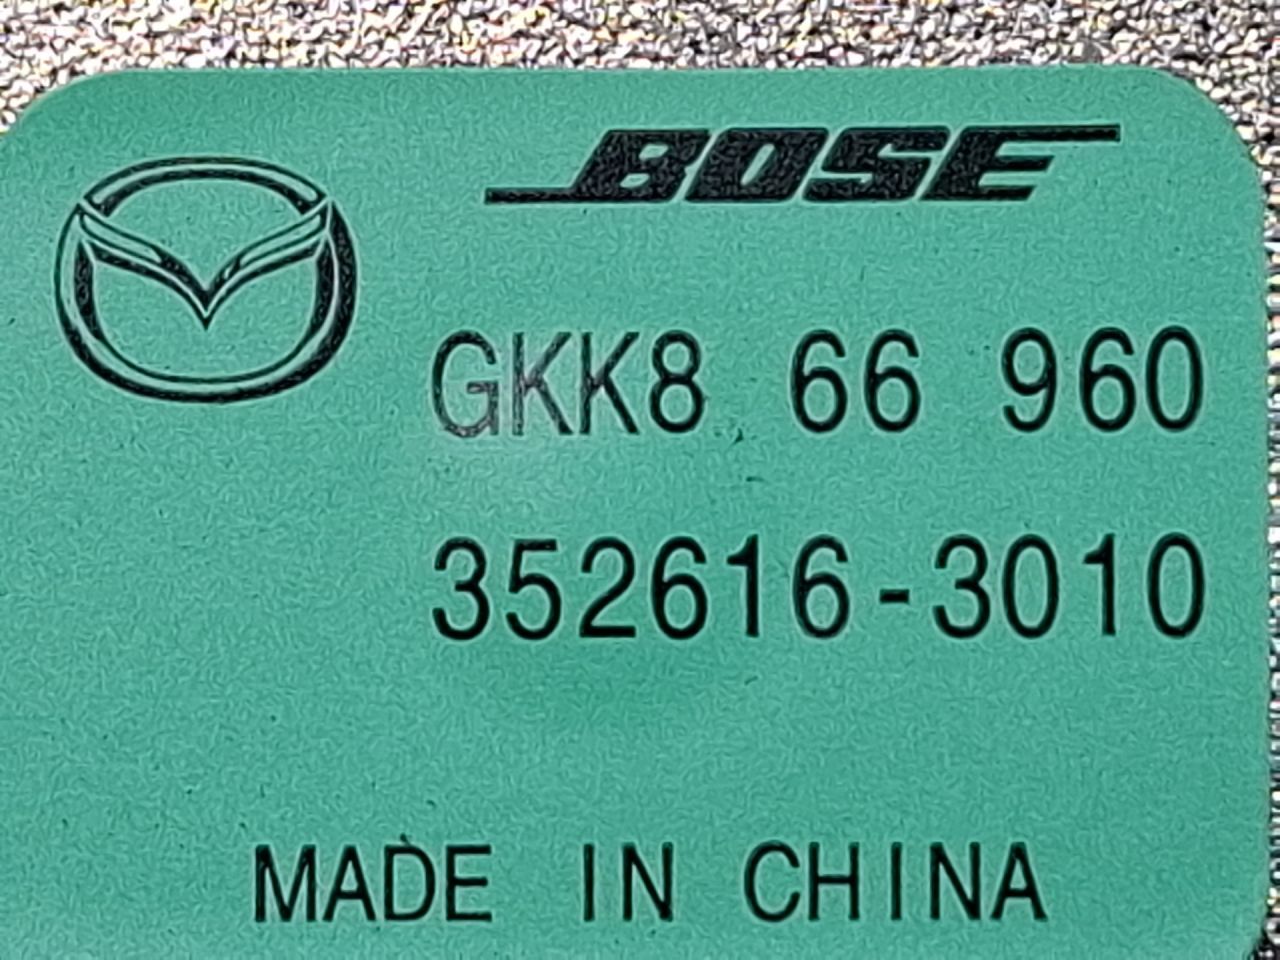 BOSE
GKK8 66 960
352616-3010
MADE IN CHINA